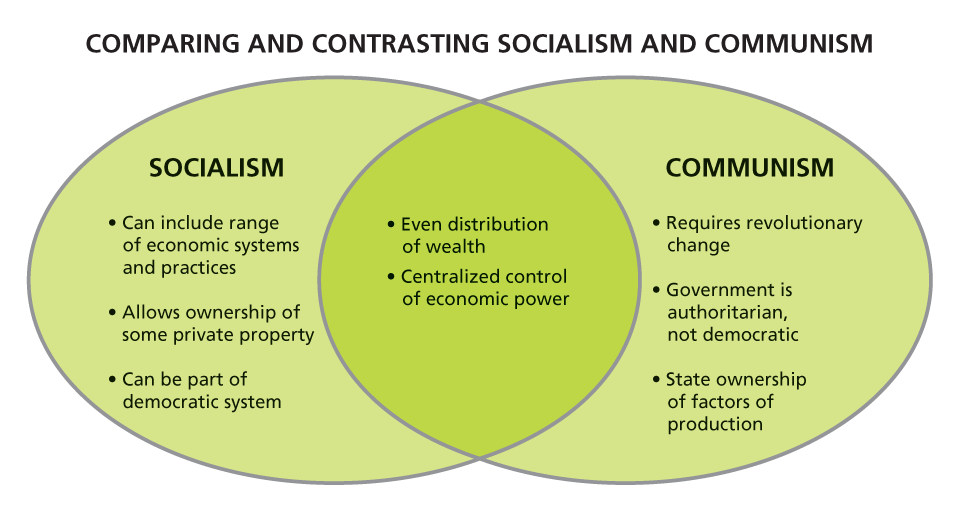 COMPARING AND CONTRASTING SOCIALISM AND COMMUNISM
SOCIALISM
• Can include range
of economic systems
and practices
• Allows ownership of
some private property
• Can be part of
democratic system
• Even distribution
of wealth
• Centralized control
of economic power
COMMUNISM
• Requires revolutionary
change
• Government is
authoritarian,
not democratic
• State ownership
of factors of
production